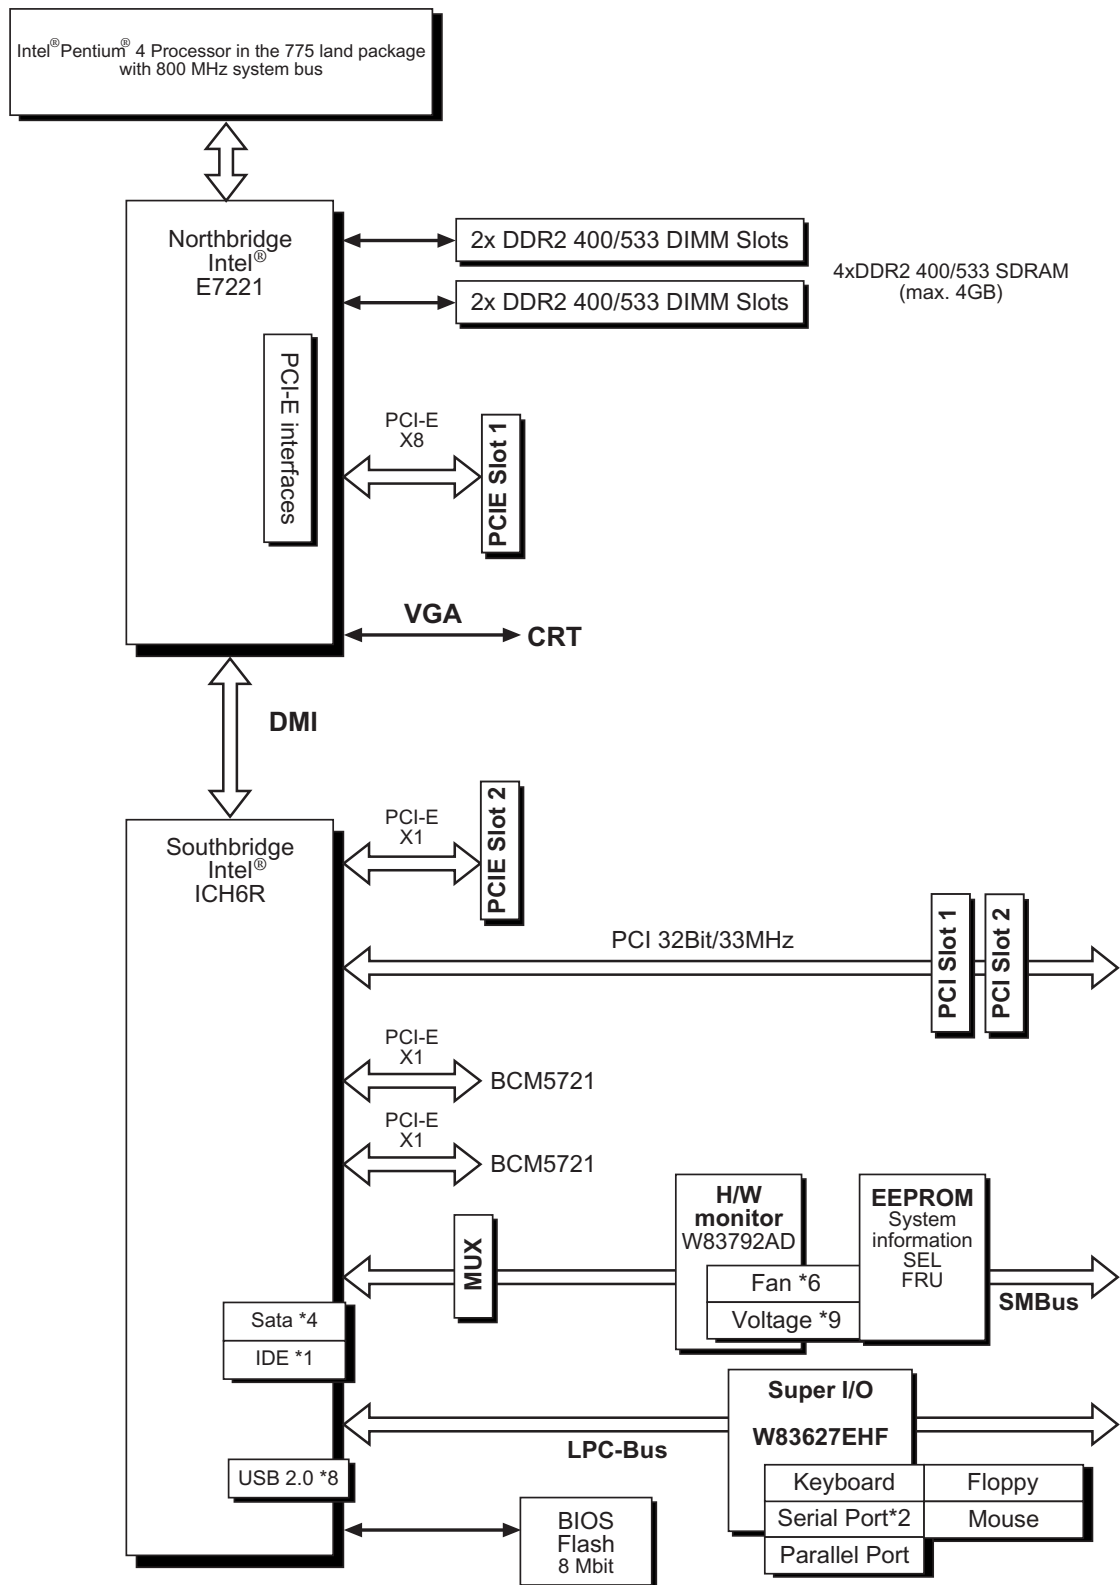 Intel® Pentium® 4 Processor in the 775 land package
with 800 MHz system bus
Northbridge
Intel®
E7221
2x DDR2 400/533 DIMM Slots
2x DDR2 400/533 DIMM Slots
4xDDR2 400/533 SDRAM
(max. 4GB)
PCI-E interfaces
PCI-E
X8
PCIE Slot 1
VGA
CRT
DMI
Southbridge
Intel®
ICH6R
PCI-E
X1
PCIE Slot 2
PCI 32Bit/33MHz
PCI Slot 1
PCI Slot 2
PCI-E
X1
BCM5721
PCI-E
X1
BCM5721
MUX
H/W
monitor
W83792AD
Fan *6
Voltage *9
EEPROM
System
information
SEL
FRU
SMBus
Sata *4
IDE *1
Super I/O
W83627EHF
LPC-Bus
Keyboard
Floppy
Serial Port*2
Mouse
Parallel Port
USB 2.0 *8
BIOS
Flash
8 Mbit